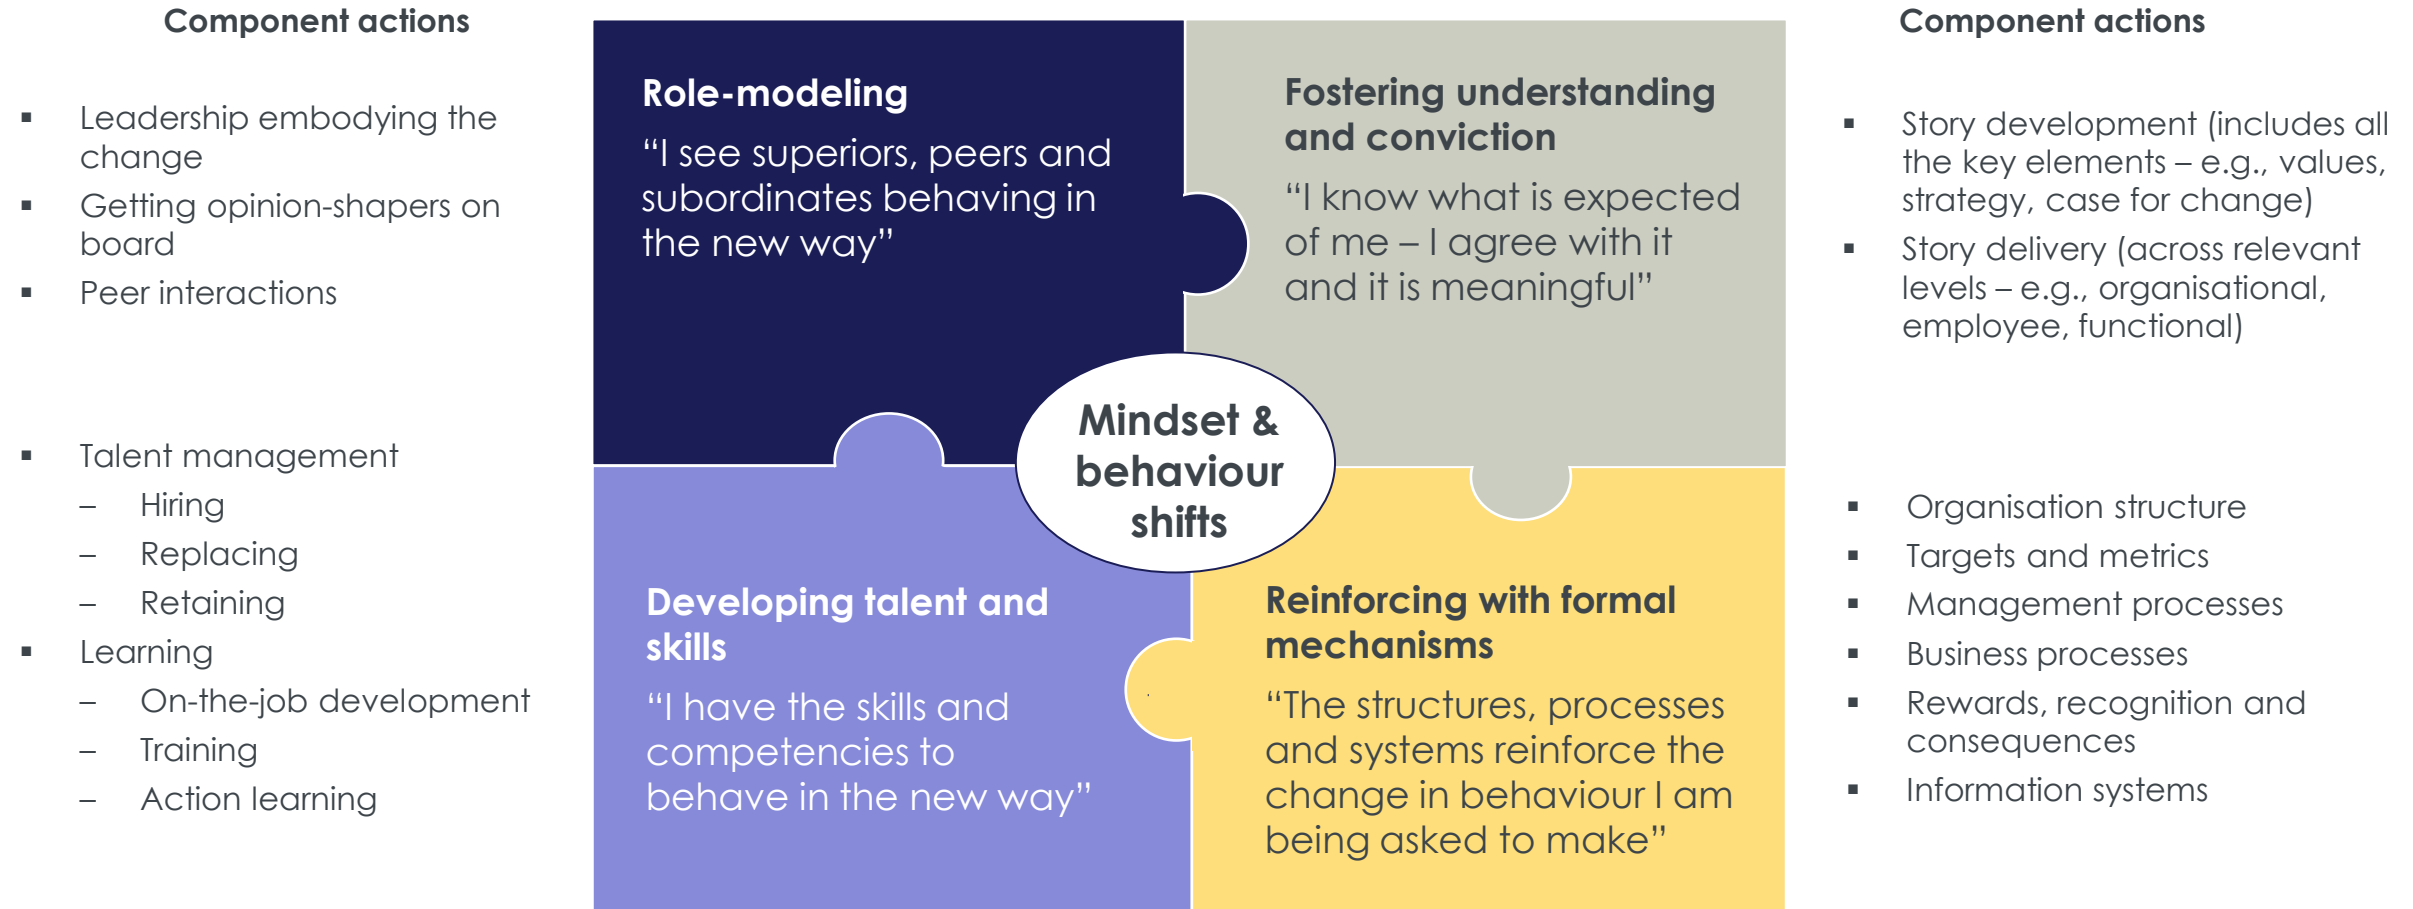 Component actions
▪ Leadership embodying the
change
▪ Getting opinion-shapers on
board
▪ Peer interactions
▪ Talent management
– Hiring
– Replacing
– Retaining
▪ Learning
– On-the-job development
– Training
– Action learning
Role-modeling
“I see superiors, peers and
subordinates behaving in
the new way”
Fostering understanding
and conviction
“I know what is expected
of me – I agree with it
and it is meaningful”
Mindset &
behaviour
shifts
Developing talent and
skills
“I have the skills and
competencies to
behave in the new way”
Reinforcing with formal
mechanisms
“The structures, processes
and systems reinforce the
change in behaviour I am
being asked to make”
Component actions
▪ Story development (includes all
the key elements – e.g., values,
strategy, case for change)
▪ Story delivery (across relevant
levels – e.g., organisational,
employee, functional)
▪ Organisation structure
▪ Targets and metrics
▪ Management processes
▪ Business processes
▪ Rewards, recognition and
consequences
▪ Information systems